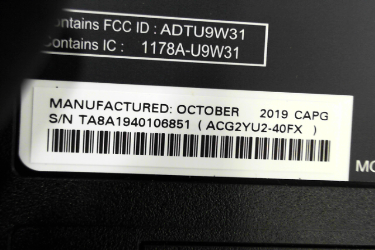 Contains FCC ID : ADTU9W31
Contains IC : 1178A-U9W31
MANUFACTURED: OCTOBER 2019 CAPG
S/N TA8A1940106851 ( ACG2YU2-40FX )